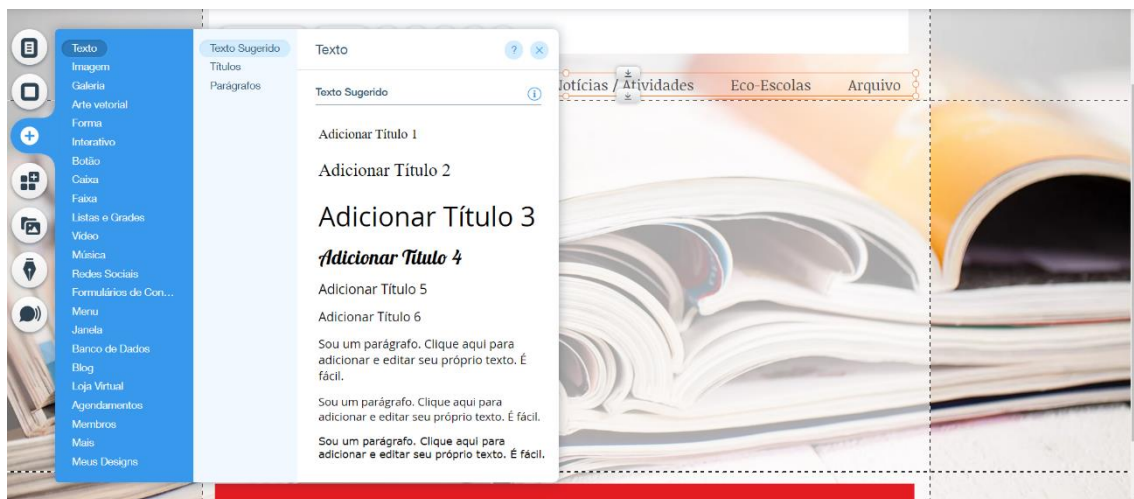 Texto
Imagem
Galeria
Arte vetorial
Forma
Interativo
Botão
Caixa
Faixa
Listas e Grades
Vídeo
Música
Redes Sociais
Formulários de Con...
Menu
Janela
Banco de Dados
Blog
Loja Virtual
Agendamentos
Membros
Mais
Meus Designs
Texto Sugerido
Títulos
Parágrafos
Texto
?
Texto Sugerido
Adicionar Título 1
Adicionar Título 2
Adicionar Título 3
Adicionar Título 4
Adicionar Título 5
Adicionar Título 6
Sou um parágrafo. Clique aqui para
adicionar e editar seu próprio texto. É
fácil.
Sou um parágrafo. Clique aqui para
adicionar e editar seu próprio texto. É fácil.
Sou um parágrafo. Clique aqui para
adicionar e editar seu próprio texto. É fácil.
otícias / Atividades Eco-Escolas Arquivo